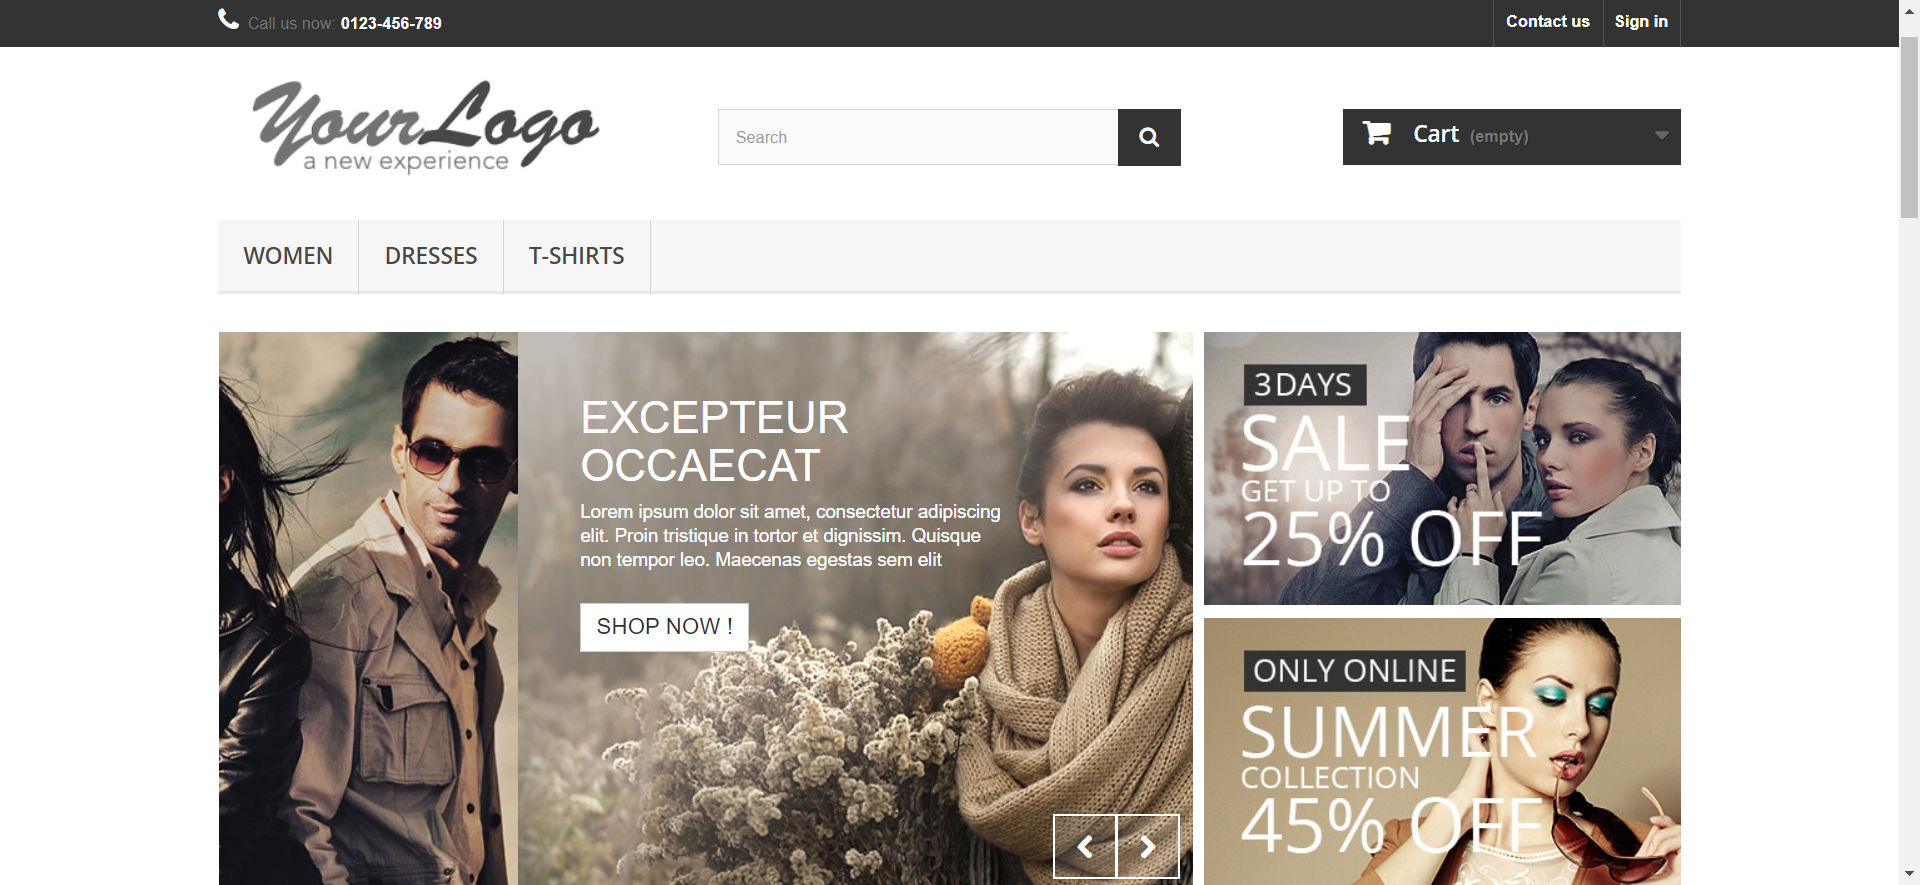 Call us now: 0123-456-789
Contact us
Sign in
YourLogo
a new experience
Search
Cart (empty)
WOMEN
DRESSES
T-SHIRTS
EXCEPTEUR
OCCAECAT
Lorem ipsum dolor sit amet, consectetur adipiscing
elit. Proin tristique in tortor et dignissim. Quisque
non tempor leo. Maecenas egestas sem elit
SHOP NOW !
3 DAYS
SALE
GET UP TO
25% OFF
ONLY ONLINE
SUMMER
COLLECTION
45% OFF